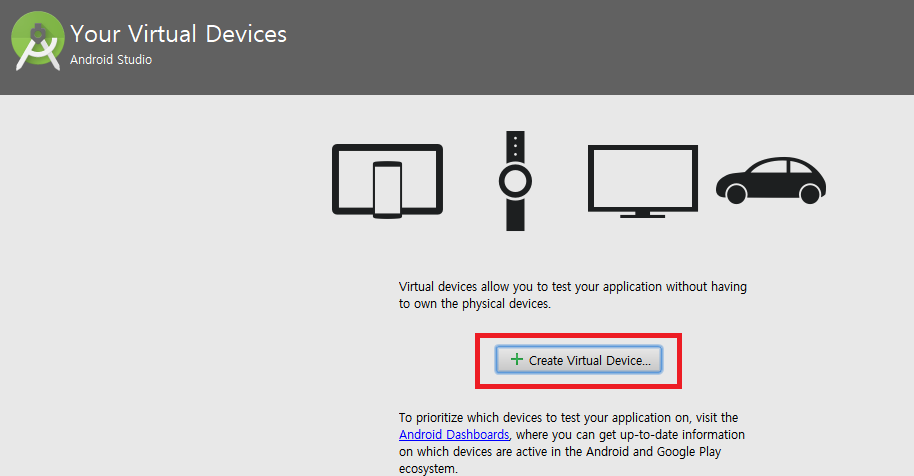 Your Virtual Devices
Android Studio
Virtual devices allow you to test your application without having
to own the physical devices.
Create Virtual Device...
To prioritize which devices to test your application on, visit the
Android Dashboards, where you can get up-to-date information
on which devices are active in the Android and Google Play
ecosystem.